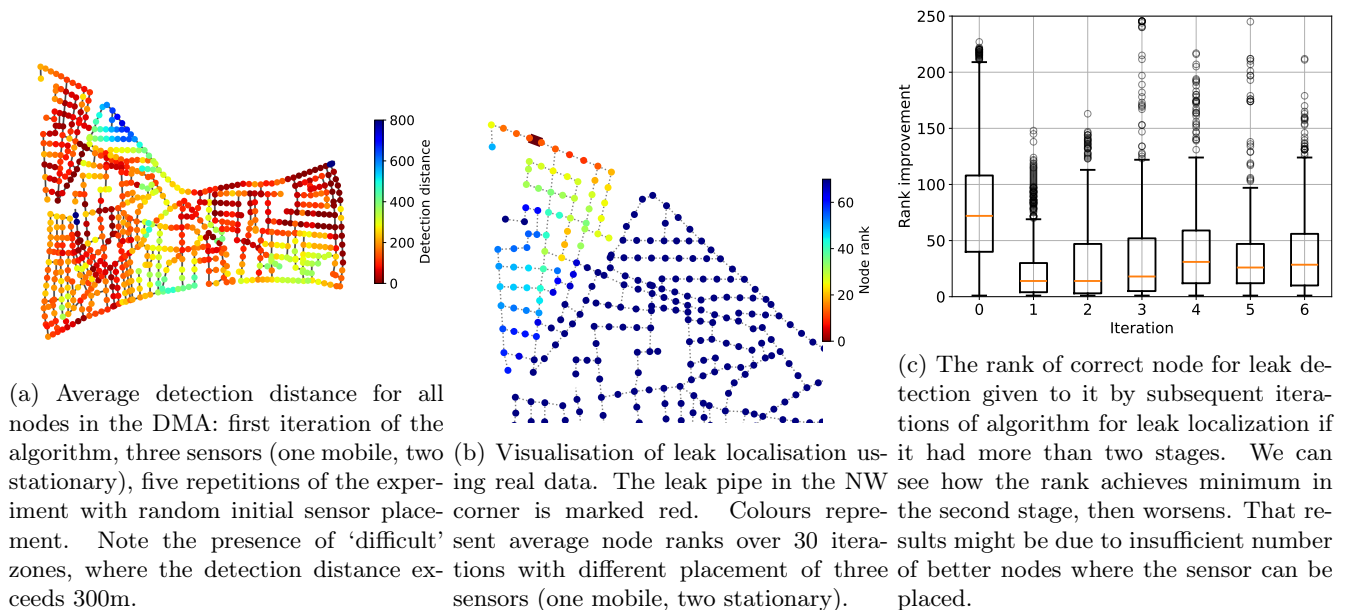 800
600
400
200
0
Detection distance
(a) Average detection distance for all
nodes in the DMA: first iteration of the
algorithm, three sensors (one mobile, two
stationary), five repetitions of the exper-
iment with random initial sensor place-
ment. Note the presence of ‘difficult’
zones, where the detection distance ex-
ceeds 300m.
60
40
20
0
Node rank
(b) Visualisation of leak localisation us-
ing real data. The leak pipe in the NW
corner is marked red. Colours repre-
sent average node ranks over 30 itera-
tions with different placement of three
sensors (one mobile, two stationary).
250
200
150
100
50
0
Rank improvement
0 1 2 3 4 5 6
Iteration
(c) The rank of correct node for leak de-
tection given to it by subsequent itera-
tions of algorithm for leak localization if
it had more than two stages. We can
see how the rank achieves minimum in
the second stage, then worsens. That re-
sults might be due to insufficient number
of better nodes where the sensor can be
placed.